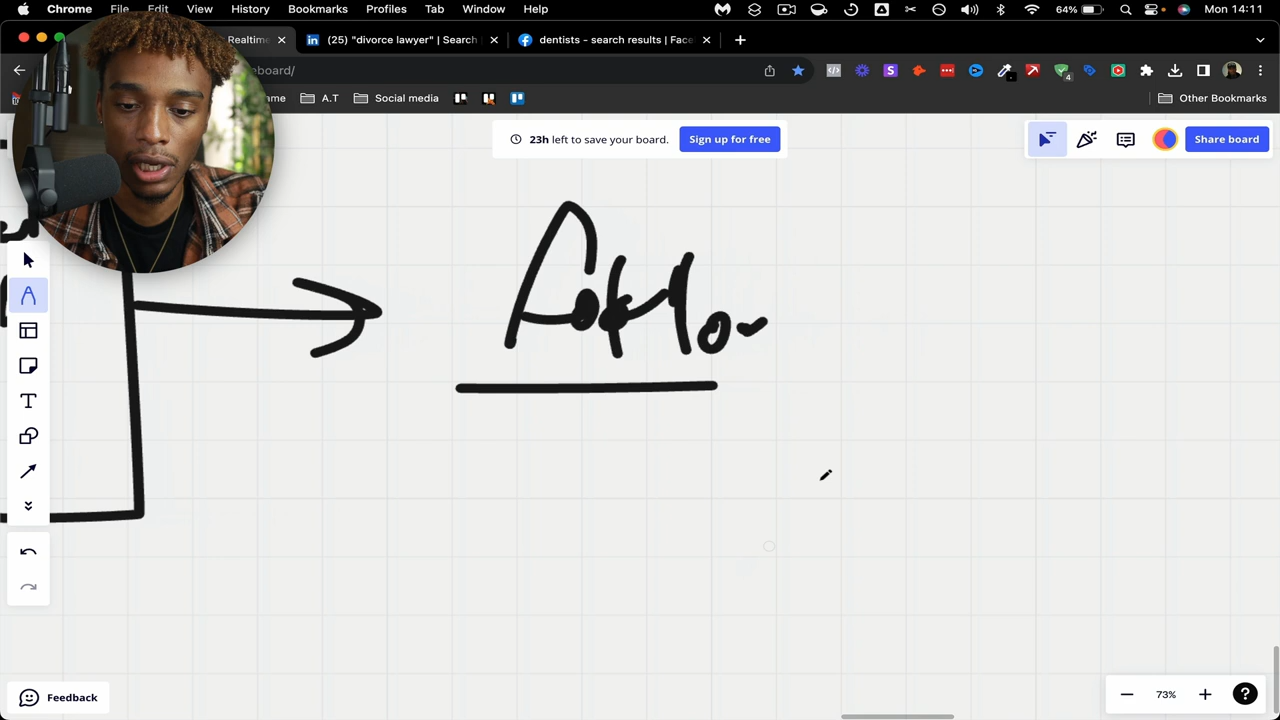 Chrome File Edit View History Bookmarks Profiles Tab Window Help 64% Mon 14:11
Realtime (25) "divorce lawyer" | Search dentists - search results | Face
eboard/
me A.T Social media Other Bookmarks
23h left to save your board. Sign up for free Share board
Feedback 73%